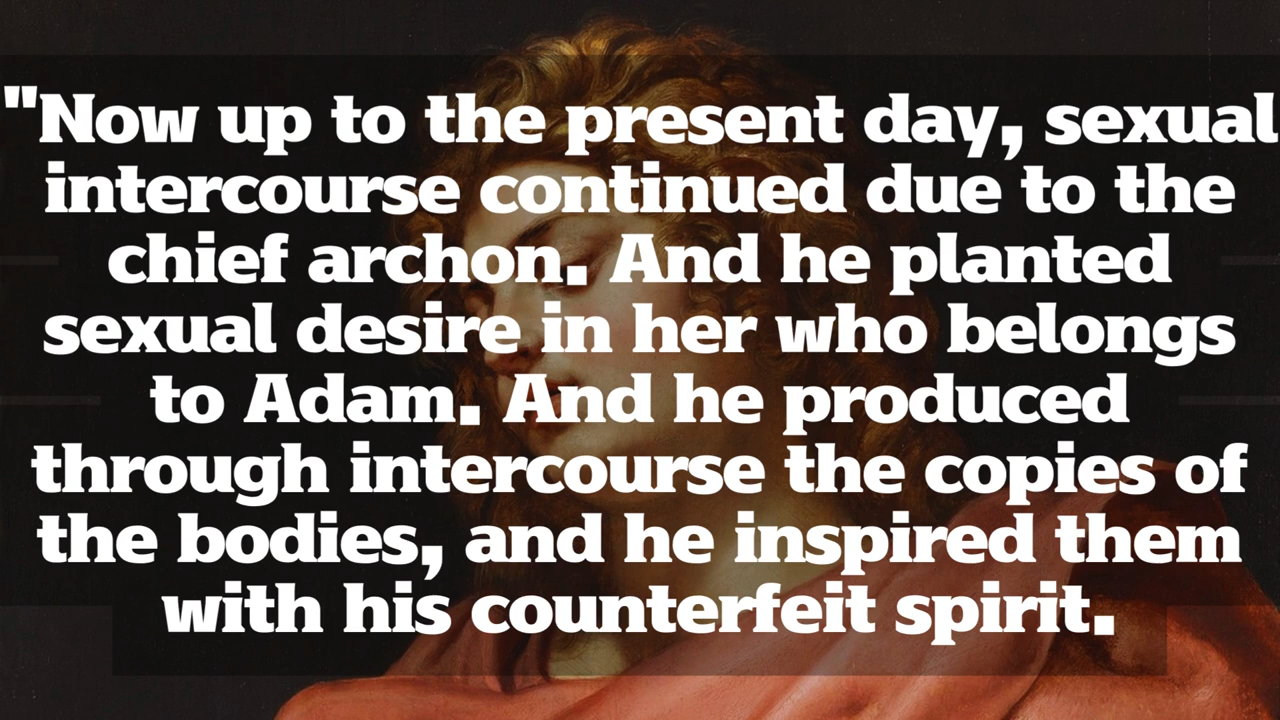 "Now up to the present day, sexual
intercourse continued due to the
chief archon. And he planted
sexual desire in her who belongs
to Adam. And he produced
through intercourse the copies of
the bodies, and he inspired them
with his counterfeit spirit.